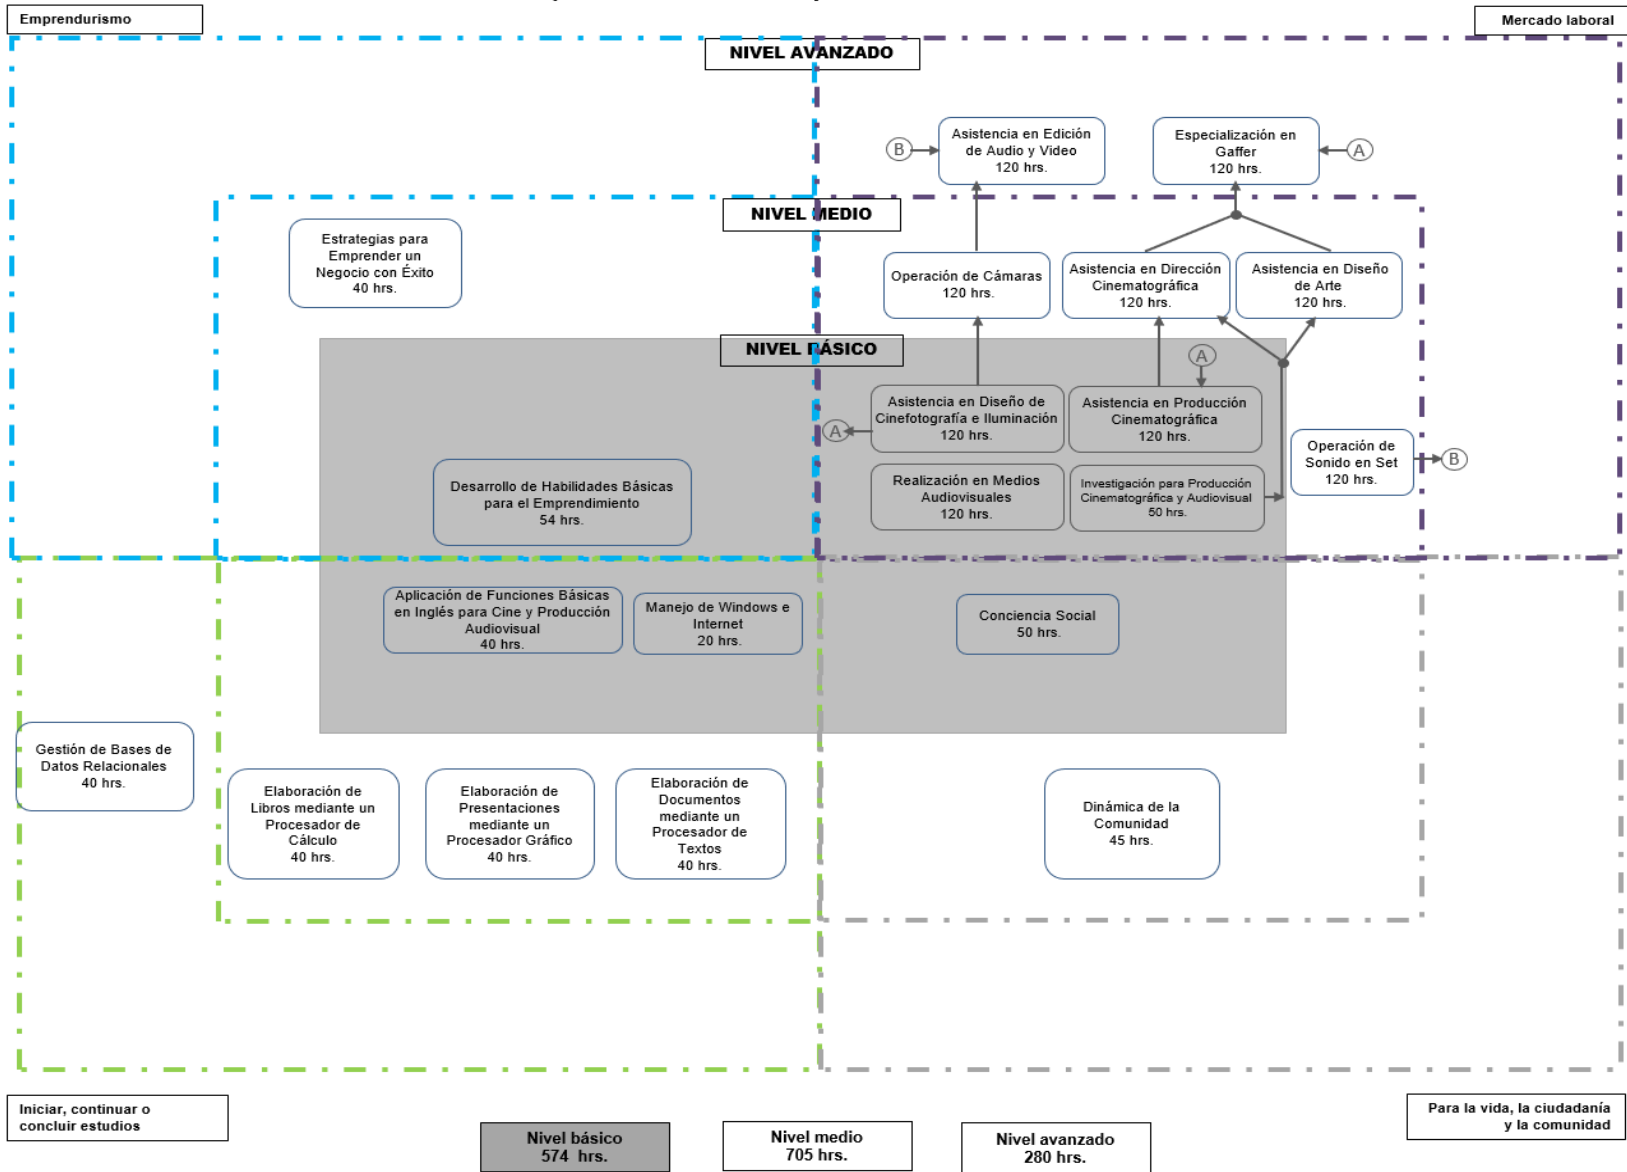 Emprendurismo
Mercado laboral
NIVEL AVANZADO
Asistencia en Edición
de Audio y Video
120 hrs.
B
Especialización en
Gaffer
120 hrs.
A
NIVEL MEDIO
Estrategias para
Emprender un
Negocio con Éxito
40 hrs.
Operación de Cámaras
120 hrs.
Asistencia en Dirección
Cinematográfica
120 hrs.
Asistencia en Diseño
de Arte
120 hrs.
NIVEL BÁSICO
A
Asistencia en Diseño de
Cinefotografía e Iluminación
120 hrs.
A
Asistencia en Producción
Cinematográfica
120 hrs.
Operación de
Sonido en Set
120 hrs.
B
Desarrollo de Habilidades Básicas
para el Emprendimiento
54 hrs.
Realización en Medios
Audiovisuales
120 hrs.
Investigación para Producción
Cinematográfica y Audiovisual
50 hrs.
Aplicación de Funciones Básicas
en Inglés para Cine y Producción
Audiovisual
40 hrs.
Manejo de Windows e
Internet
20 hrs.
Conciencia Social
50 hrs.
Gestión de Bases de
Datos Relacionales
40 hrs.
Elaboración de
Libros mediante un
Procesador de
Cálculo
40 hrs.
Elaboración de
Presentaciones
mediante un
Procesador Gráfico
40 hrs.
Elaboración de
Documentos
mediante un
Procesador de
Textos
40 hrs.
Dinámica de la
Comunidad
45 hrs.
Iniciar, continuar o
concluir estudios
Nivel básico
574 hrs.
Nivel medio
705 hrs.
Nivel avanzado
280 hrs.
Para la vida, la ciudadanía
y la comunidad